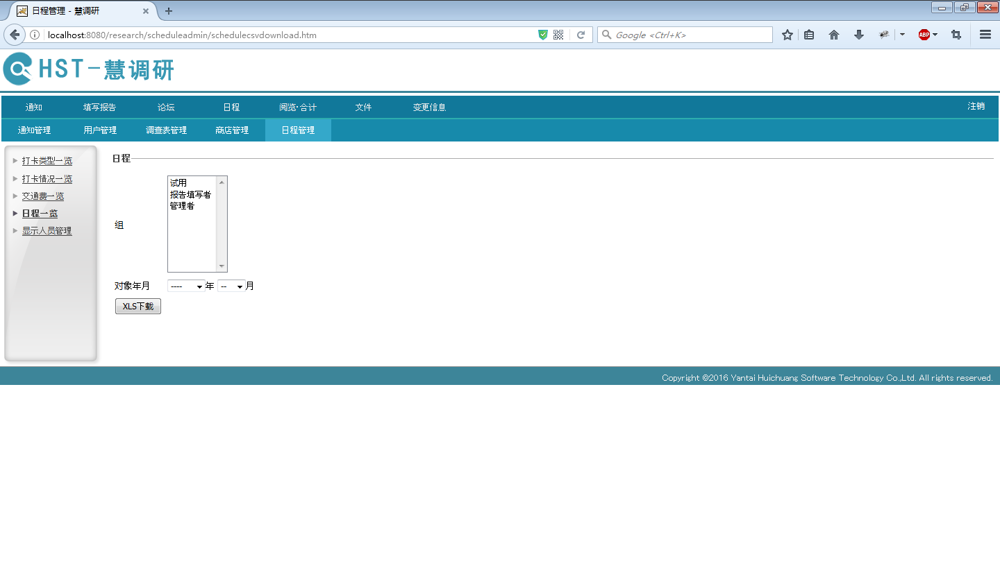 日程管理 - 慧调研
localhost:8080/research/scheduleadmin/schedulecsvdownload.htm
Google <Ctrl+K>
ABP
HST-慧调研
通知 填写报告 论坛 日程 阅览·合计 文件 变更信息 注销
通知管理 用户管理 调查表管理 商店管理 日程管理
打卡类型一览
打卡情况一览
交通费一览
日程一览
显示人员管理
日程
组
试用
报告填写者
管理者
对象年月 ---- 年 -- 月
XLS下载
Copyright ©2016 Yantai Huichuang Software Technology Co.,Ltd. All rights reserved.